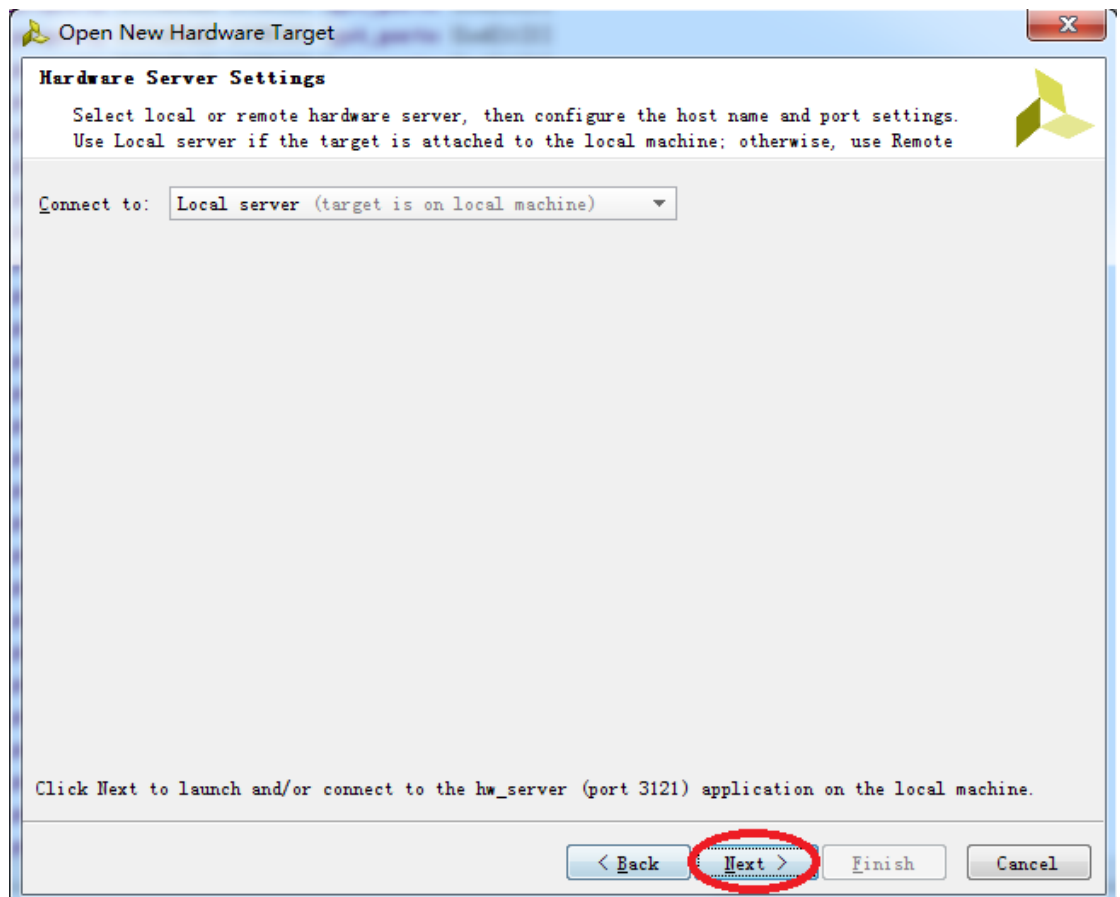 Open New Hardware Target
Hardware Server Settings
Select local or remote hardware server, then configure the host name and port settings.
Use Local server if the target is attached to the local machine; otherwise, use Remote
Connect to: Local server (target is on local machine)
Click Next to launch and/or connect to the hw_server (port 3121) application on the local machine.
< Back Next > Finish Cancel